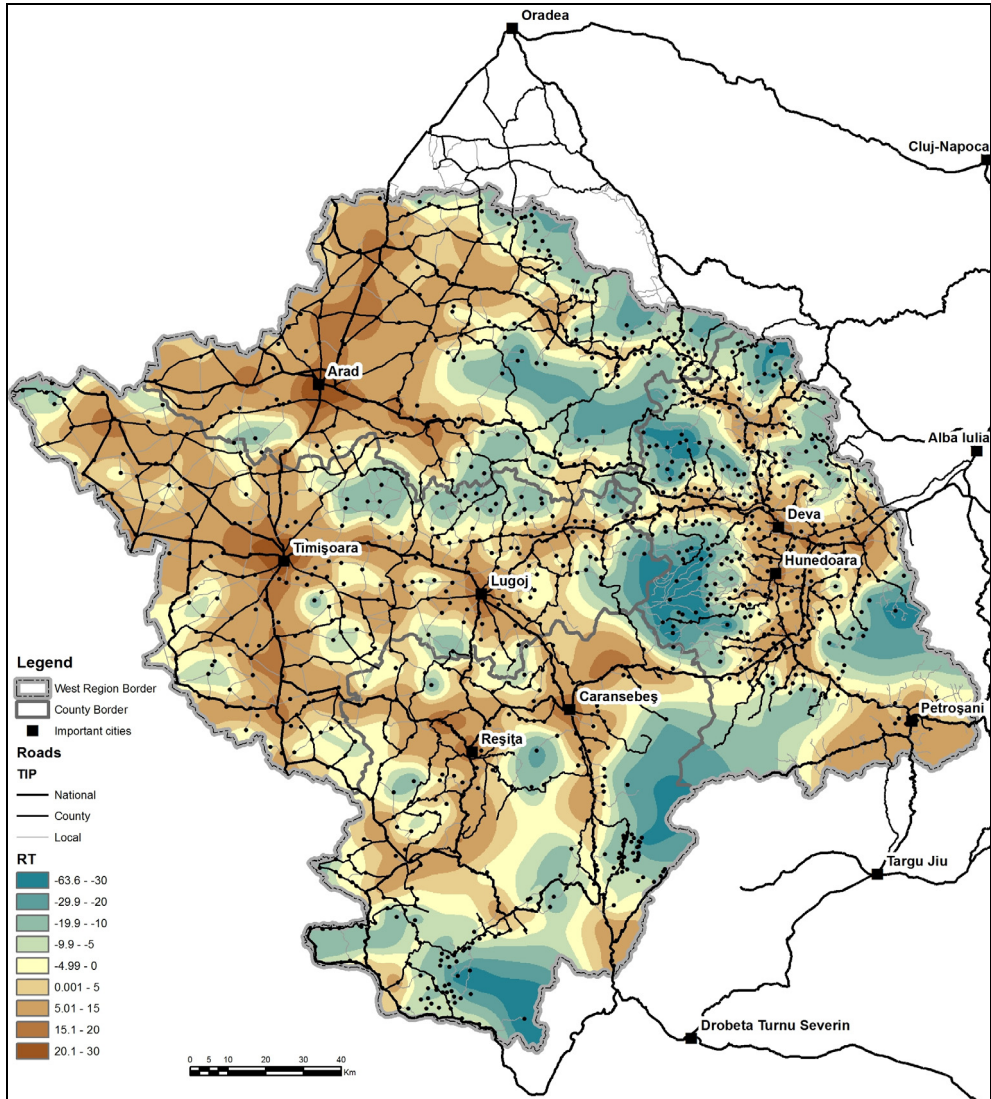 Oradea
Cluj-Napoca
Arad
Alba Iulia
Deva
Timişoara
Hunedoara
Lugoj
Legend
West Region Border
County Border
Important cities
Caransebeş
Petroşani
Reşiţa
Roads
TIP
National
County
Local
Targu Jiu
RT
-63.6 - -30
-29.9 - -20
-19.9 - -10
-9.9 - -5
-4.99 - 0
0.001 - 5
5.01 - 15
15.1 - 20
20.1 - 30
Drobeta Turnu Severin
0 5 10 20 30 40
Km